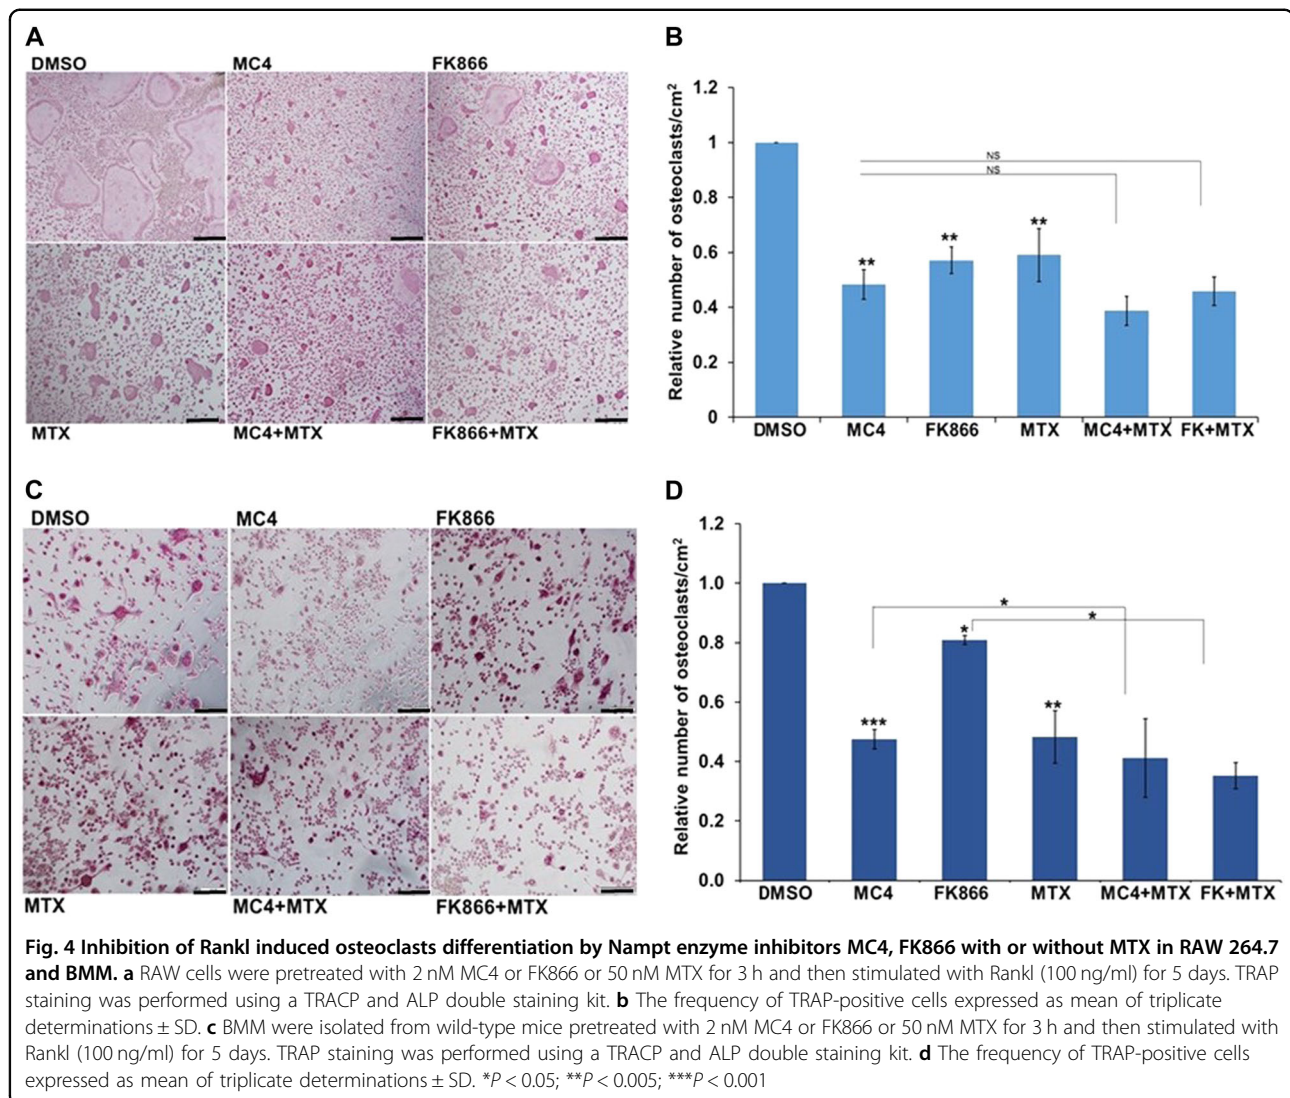 A
DMSO MC4 FK866
MTX MC4+MTX FK866+MTX
B
Relative number of osteoclasts/cm²
1.2
1
0.8
0.6
0.4
0.2
0
NS
NS
** ** **
DMSO MC4 FK866 MTX MC4+MTX FK+MTX
C
DMSO MC4 FK866
MTX MC4+MTX FK866+MTX
D
Relative number of osteoclasts/cm²
1.2
1.0
0.8
0.6
0.4
0.2
0.0
*
*
*** * **
DMSO MC4 FK866 MTX MC4+MTX FK+MTX
Fig. 4 Inhibition of Rankl induced osteoclasts differentiation by Nampt enzyme inhibitors MC4, FK866 with or without MTX in RAW 264.7
and BMM. a RAW cells were pretreated with 2 nM MC4 or FK866 or 50 nM MTX for 3 h and then stimulated with Rankl (100 ng/ml) for 5 days. TRAP
staining was performed using a TRACP and ALP double staining kit. b The frequency of TRAP-positive cells expressed as mean of triplicate
determinations ± SD. c BMM were isolated from wild-type mice pretreated with 2 nM MC4 or FK866 or 50 nM MTX for 3 h and then stimulated with
Rankl (100 ng/ml) for 5 days. TRAP staining was performed using a TRACP and ALP double staining kit. d The frequency of TRAP-positive cells
expressed as mean of triplicate determinations ± SD. *P < 0.05; **P < 0.005; ***P < 0.001